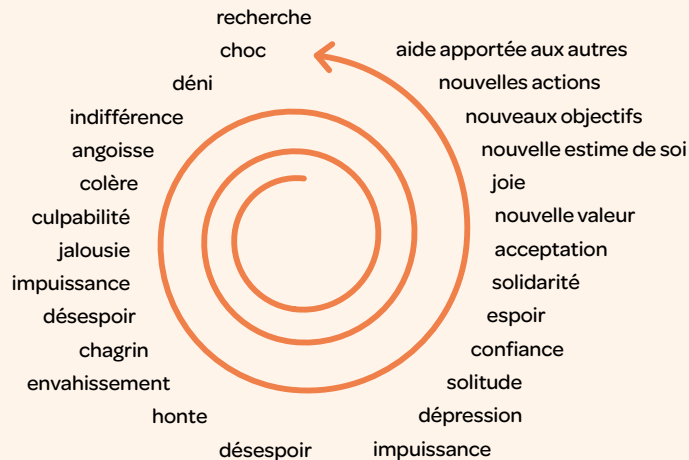 recherche
choc
déni
indifférence
angoisse
colère
culpabilité
jalousie
impuissance
désespoir
chagrin
envahissement
honte
désespoir
impuissance
dépression
solitude
confiance
espoir
solidarité
acceptation
nouvelle valeur
joie
nouvelle estime de soi
nouveaux objectifs
nouvelles actions
aide apportée aux autres